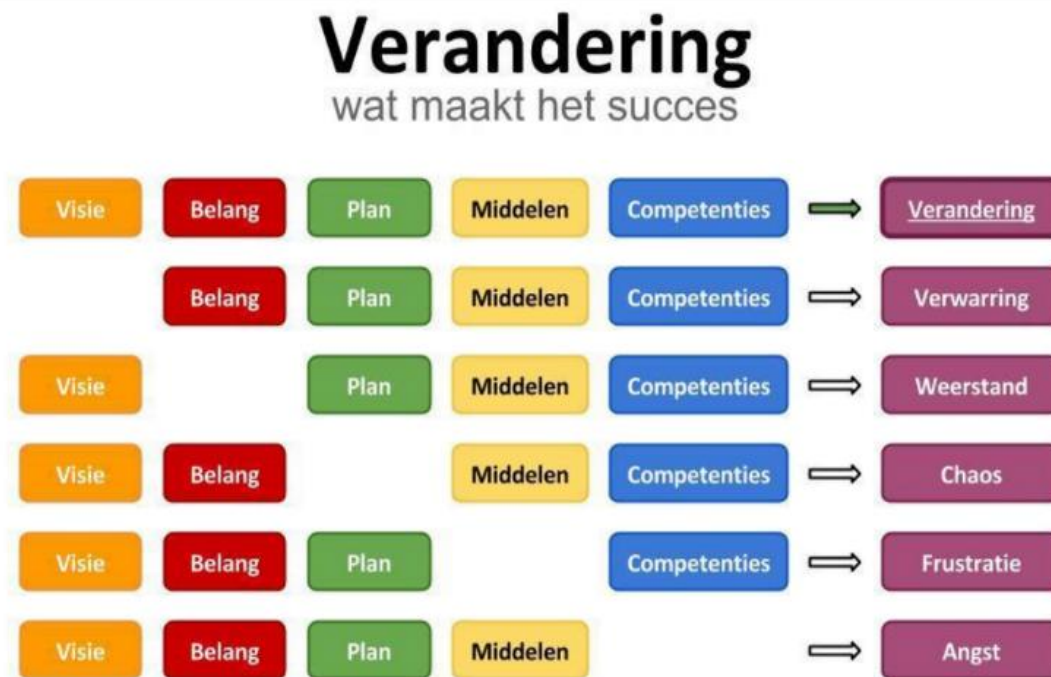 Verandering
wat maakt het succes
Visie Belang Plan Middelen Competenties Verandering
Belang Plan Middelen Competenties Verwarring
Visie Plan Middelen Competenties Weerstand
Visie Belang Middelen Competenties Chaos
Visie Belang Plan Competenties Frustratie
Visie Belang Plan Middelen Angst